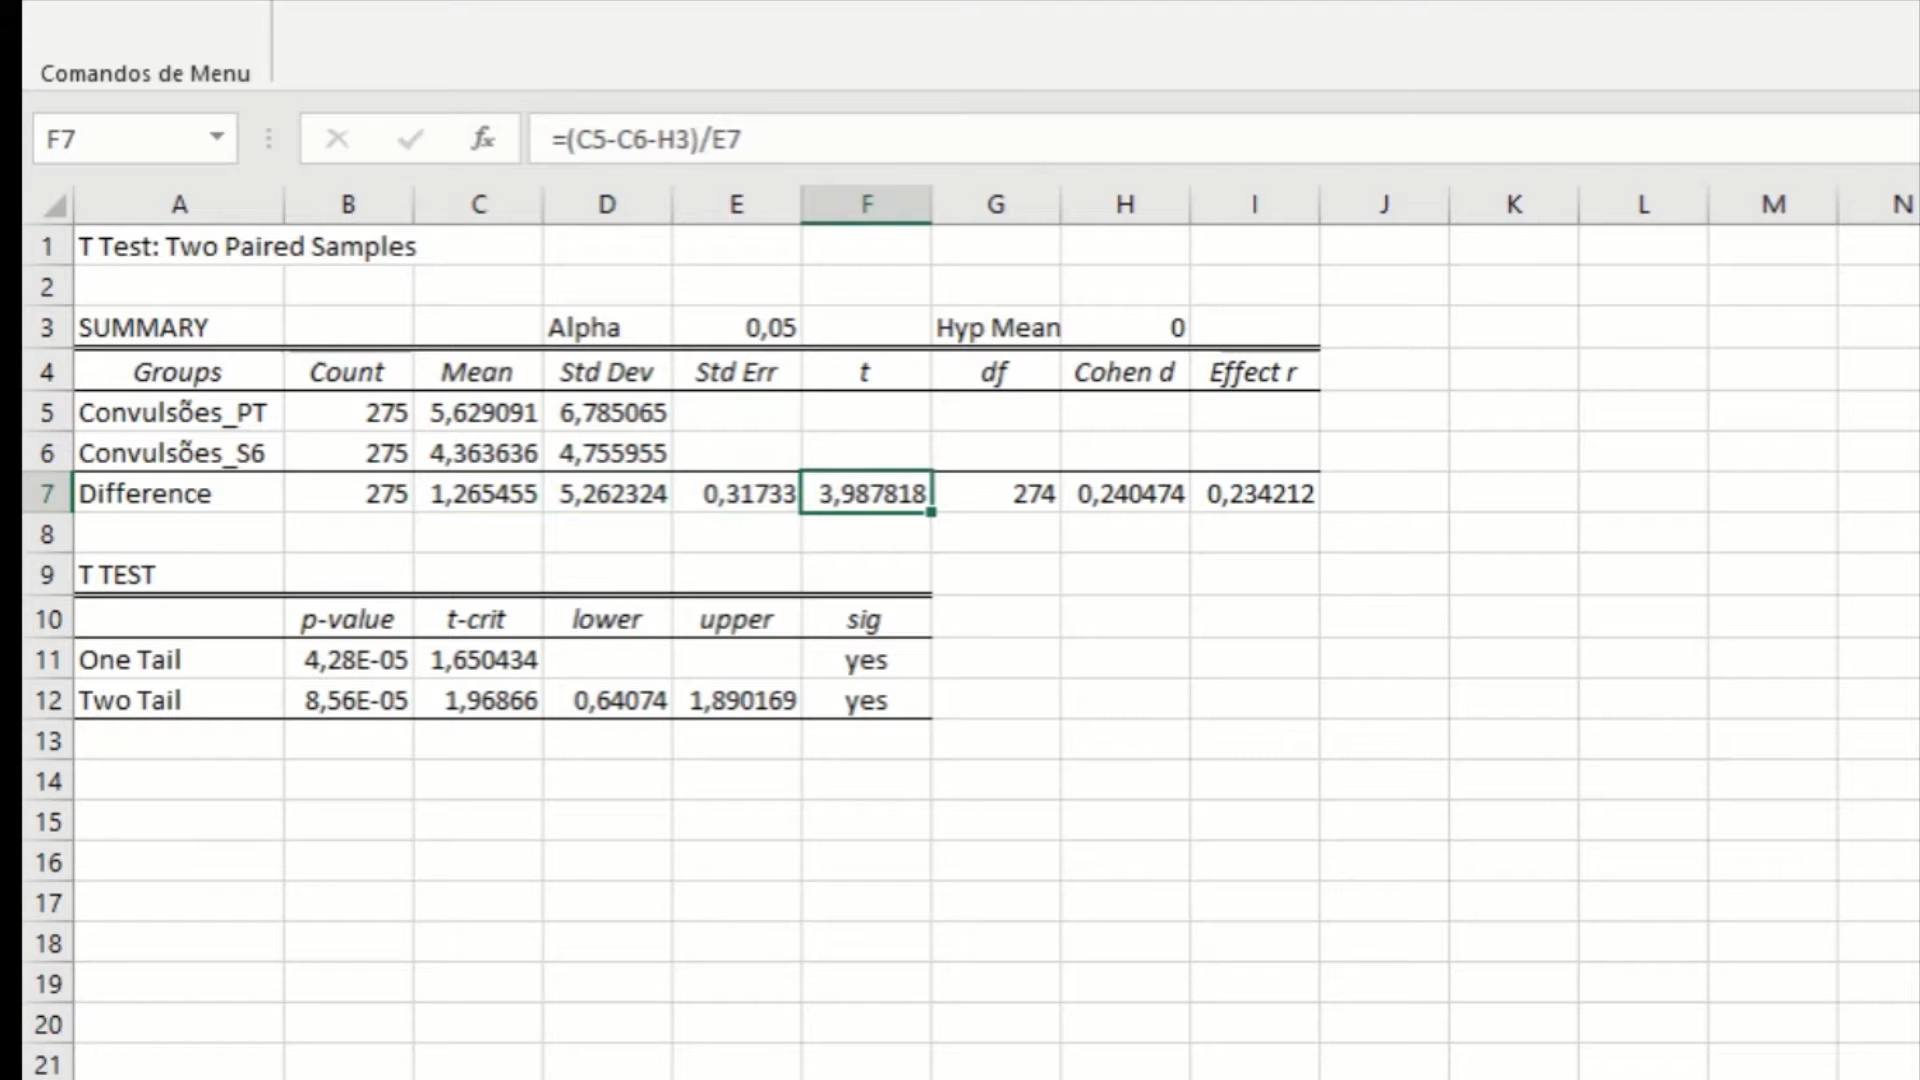 Comandos de Menu
F7 fx =(C5-C6-H3)/E7
A B C D E F G H I J K L M N
1 T Test: Two Paired Samples
2
3 SUMMARY Alpha 0,05 Hyp Mean 0
4 Groups Count Mean Std Dev Std Err t df Cohen d Effect r
5 Convulsões_PT 275 5,629091 6,785065
6 Convulsões_S6 275 4,363636 4,755955
7 Difference 275 1,265455 5,262324 0,31733 3,987818 274 0,240474 0,234212
8
9 T TEST
10 p-value t-crit lower upper sig
11 One Tail 4,28E-05 1,650434 yes
12 Two Tail 8,56E-05 1,96866 0,64074 1,890169 yes
13
14
15
16
17
18
19
20
21